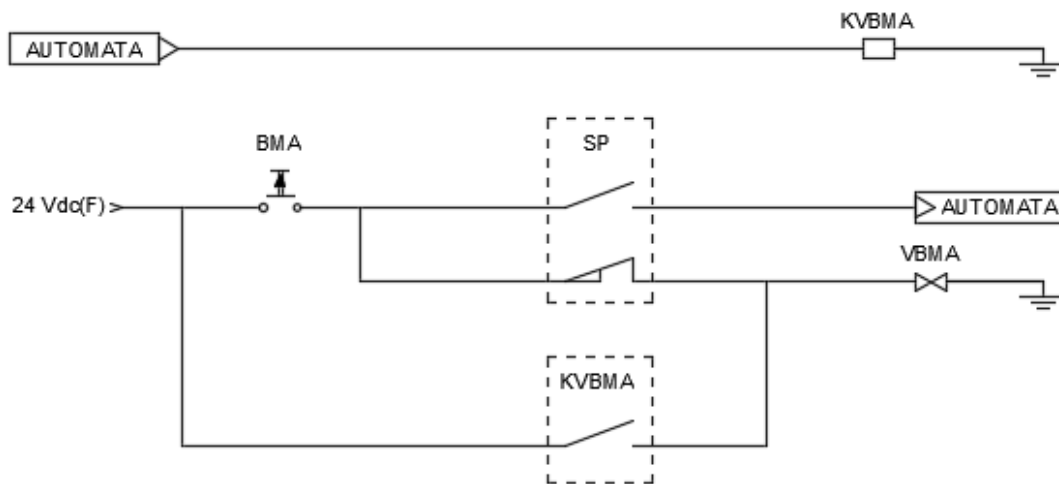 KVBMA
AUTOMATA
BMA
SP
24 Vdc(F)
AUTOMATA
VBMA
KVBMA